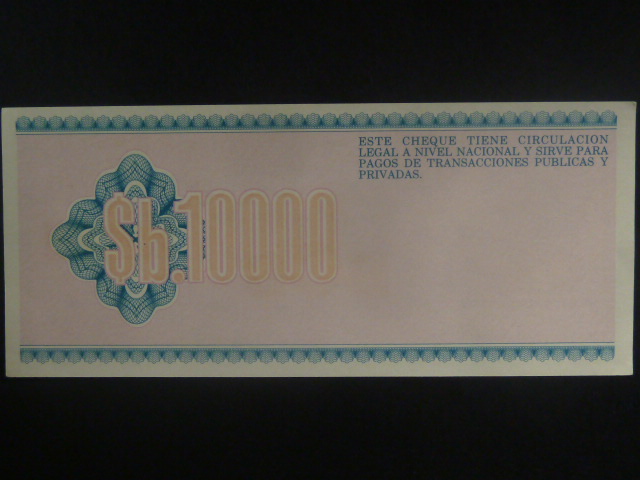 ESTE CHEQUE TIENE CIRCULACION
LEGAL A NIVEL NACIONAL Y SIRVE PARA
PAGOS DE TRANSACCIONES PUBLICAS Y
PRIVADAS.
$b.10000